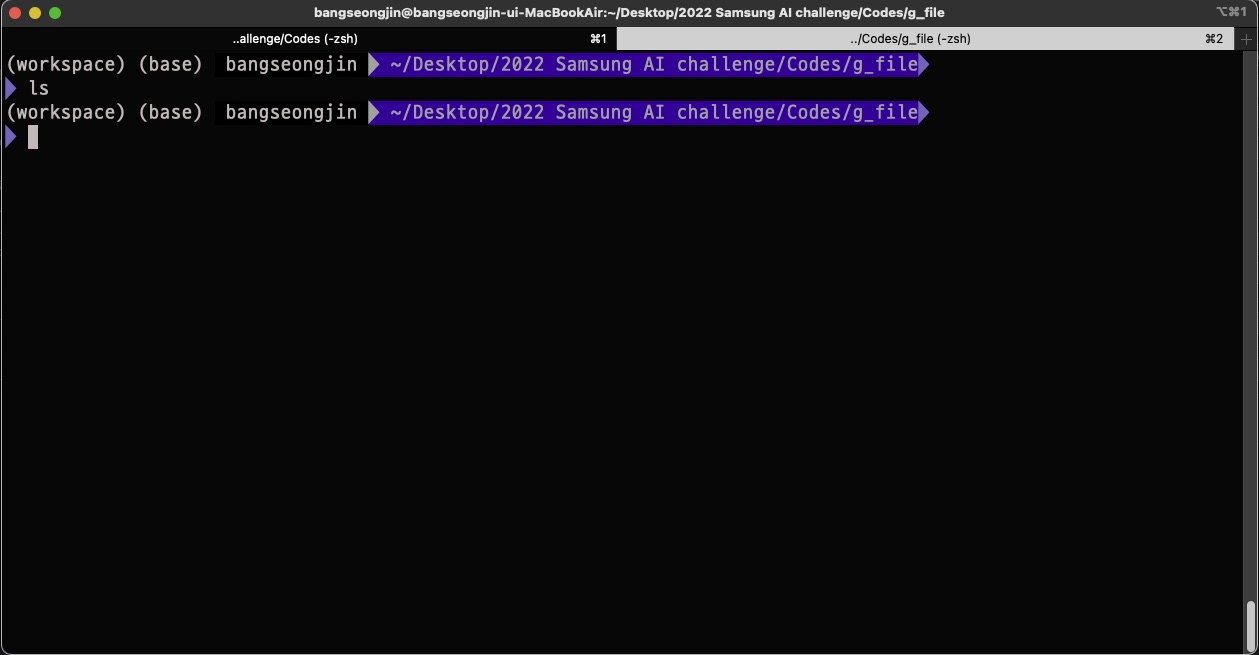 bangseongjin@bangseongjin-ui-MacBookAir:~/Desktop/2022 Samsung AI challenge/Codes/g_file
⌥⌘1
..allenge/Codes (-zsh) ⌘1 ../Codes/g_file (-zsh) ⌘2 +
(workspace) (base) bangseongjin ~/Desktop/2022 Samsung AI challenge/Codes/g_file
ls
(workspace) (base) bangseongjin ~/Desktop/2022 Samsung AI challenge/Codes/g_file